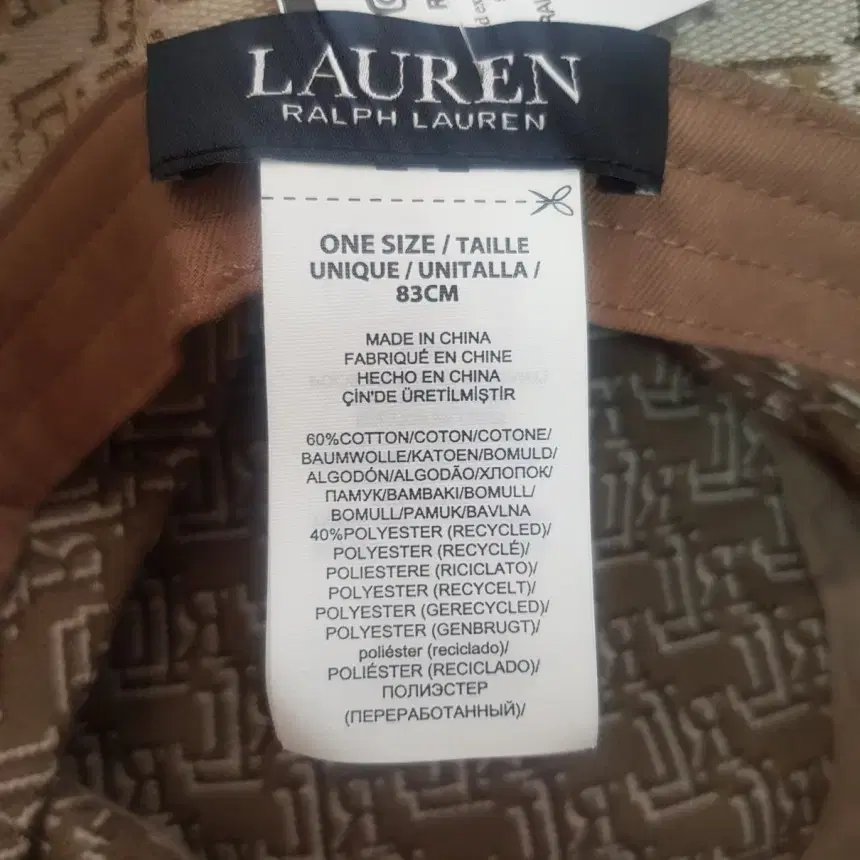 LAUREN
RALPH LAUREN
ONE SIZE / TAILLE
UNIQUE / UNITALLA /
83CM
MADE IN CHINA
FABRIQUÉ EN CHINE
HECHO EN CHINA
ÇİN'DE ÜRETİLMİŞTİR
60%COTTON/COTON/COTONE/
BAUMWOLLE/KATOEN/BOMULD/
ALGODÓN/ALGODÃO/ХЛОПОК/
ПАМУК/BAMBAKI/BOMULL/
BOMULL/PAMUK/BAVLNA
40%POLYESTER (RECYCLED)/
POLYESTER (RECYCLÉ)/
POLIESTERE (RICICLATO)/
POLYESTER (RECYCELT)/
POLYESTER (GERECYCLED)/
POLYESTER (GENBRUGT)/
poliéster (reciclado)/
POLIÉSTER (RECICLADO)/
ПОЛИЭСТЕР
(ПЕРЕРАБОТАННЫЙ)/